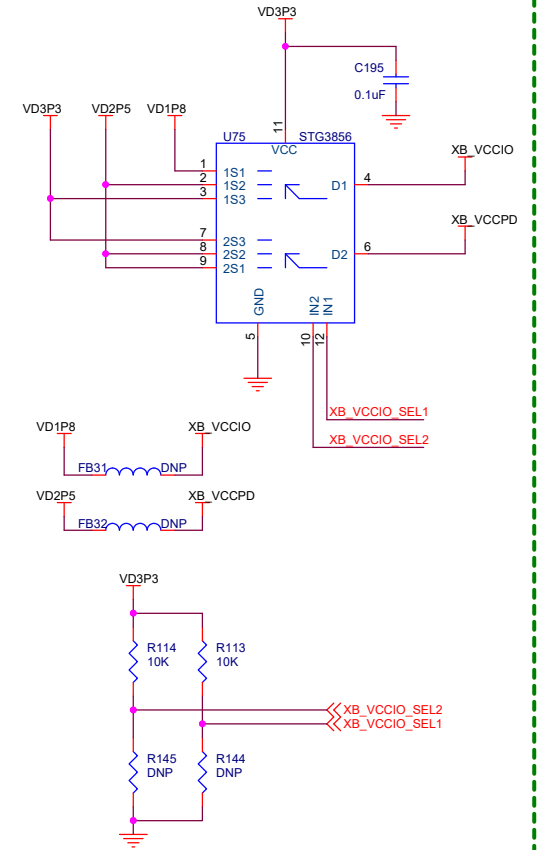 VD3P3
C195
0.1uF
VD3P3 VD2P5 VD1P8
11
U75 STG3856
VCC
XB_VCCIO
1 1S1
2 1S2 D1 4
3 1S3
XB_VCCPD
7 2S3
8 2S2 D2 6
9 2S1
GND IN2 IN1
5 10 12
XB_VCCIO_SEL1
XB_VCCIO_SEL2
VD1P8 XB_VCCIO
FB31 DNP
VD2P5 XB_VCCPD
FB32 DNP
VD3P3
R114 R113
10K 10K
XB_VCCIO_SEL2
XB_VCCIO_SEL1
R145 R144
DNP DNP